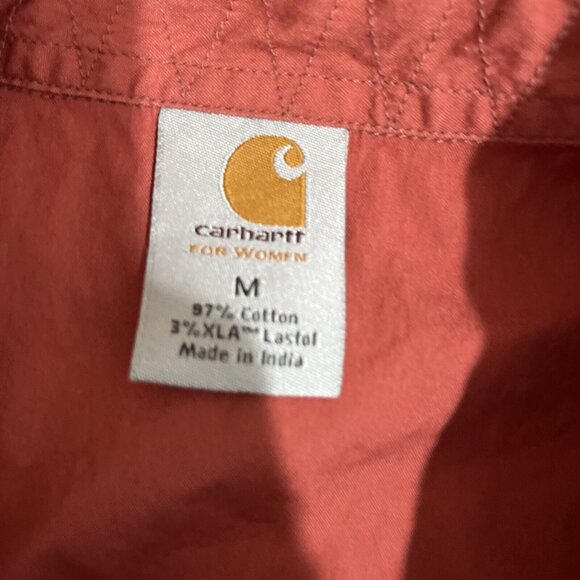 carhartt
FOR WOMEN
M
97% Cotton
3% XLA™ Lastol
Made in India